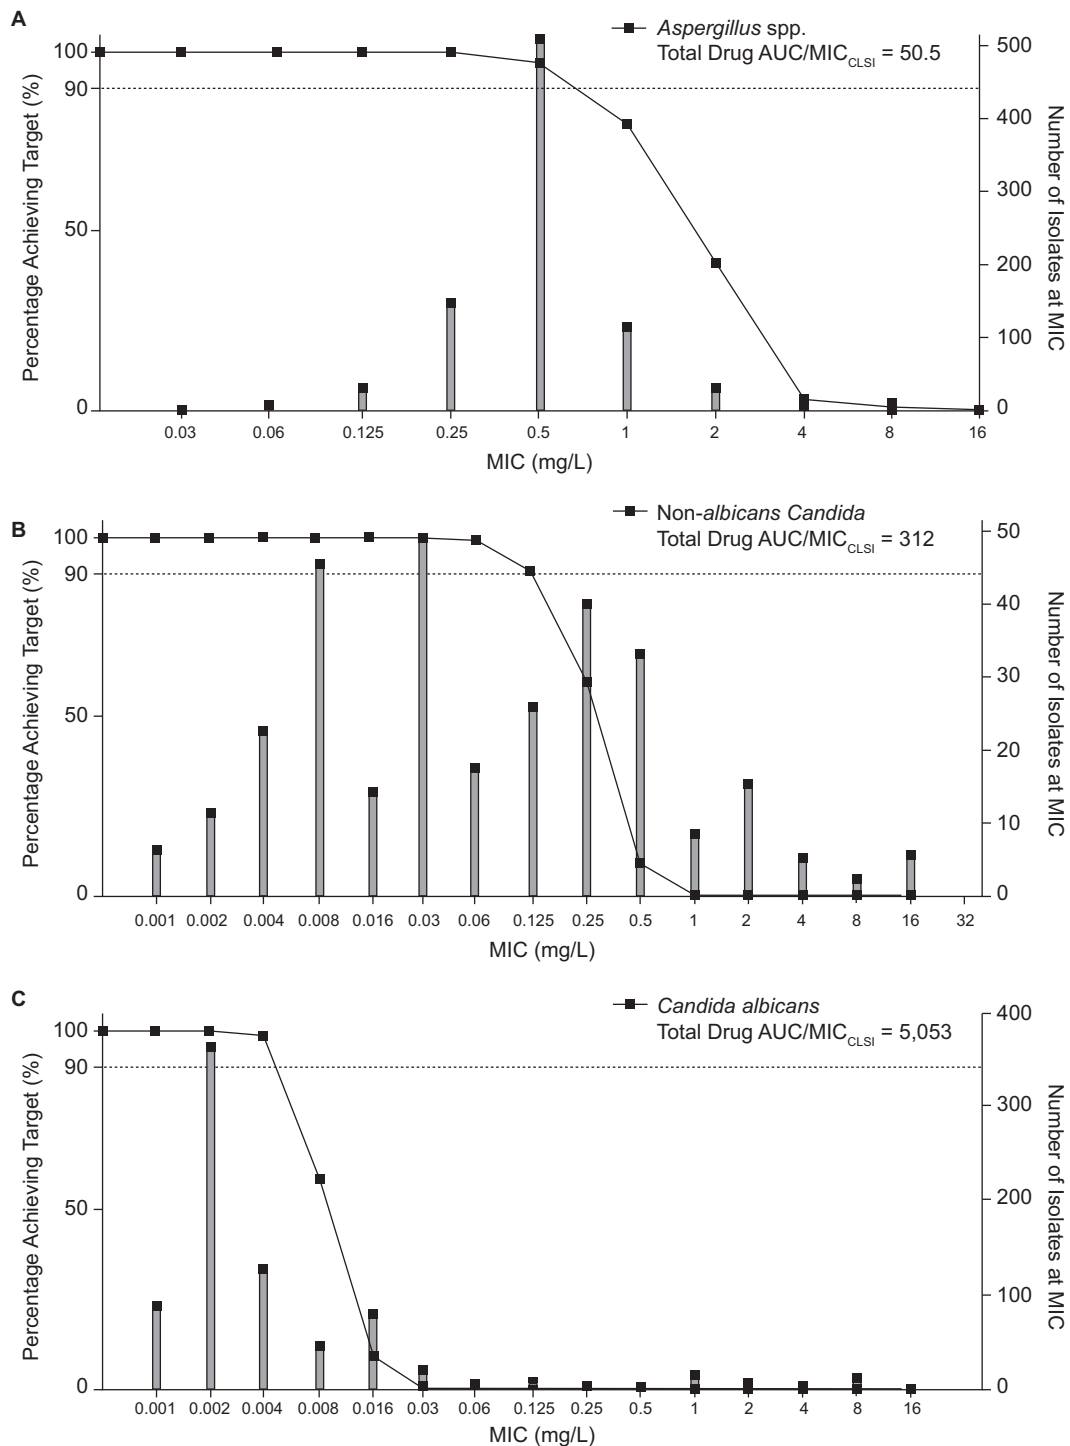 A
Aspergillus spp.
Total Drug AUC/MIC_CLSI = 50.5
Percentage Achieving Target (%)
100
90
50
0
Number of Isolates at MIC
500
400
300
200
100
0
0.03 0.06 0.125 0.25 0.5 1 2 4 8 16
MIC (mg/L)
B
Non-albicans Candida
Total Drug AUC/MIC_CLSI = 312
Percentage Achieving Target (%)
100
90
50
0
Number of Isolates at MIC
50
40
30
20
10
0
0.001 0.002 0.004 0.008 0.016 0.03 0.06 0.125 0.25 0.5 1 2 4 8 16 32
MIC (mg/L)
C
Candida albicans
Total Drug AUC/MIC_CLSI = 5,053
Percentage Achieving Target (%)
100
90
50
0
Number of Isolates at MIC
400
300
200
100
0
0.001 0.002 0.004 0.008 0.016 0.03 0.06 0.125 0.25 0.5 1 2 4 8 16
MIC (mg/L)